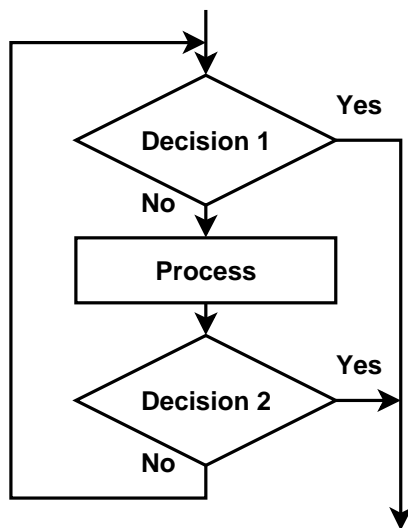 Yes
Decision 1
No
Process
Yes
Decision 2
No